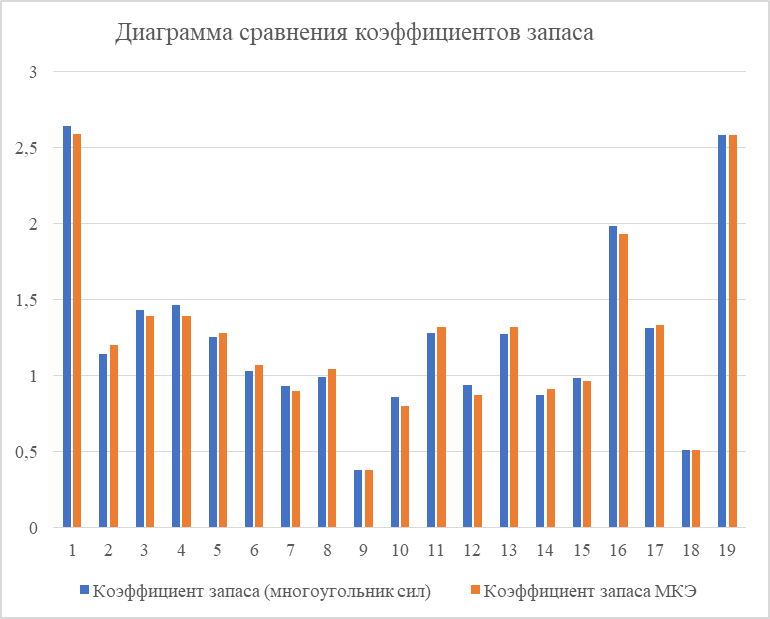 Диаграмма сравнения коэффициентов запаса
3
2,5
2
1,5
1
0,5
0
1 2 3 4 5 6 7 8 9 10 11 12 13 14 15 16 17 18 19
Коэффициент запаса (многоугольник сил) Коэффициент запаса МКЭ